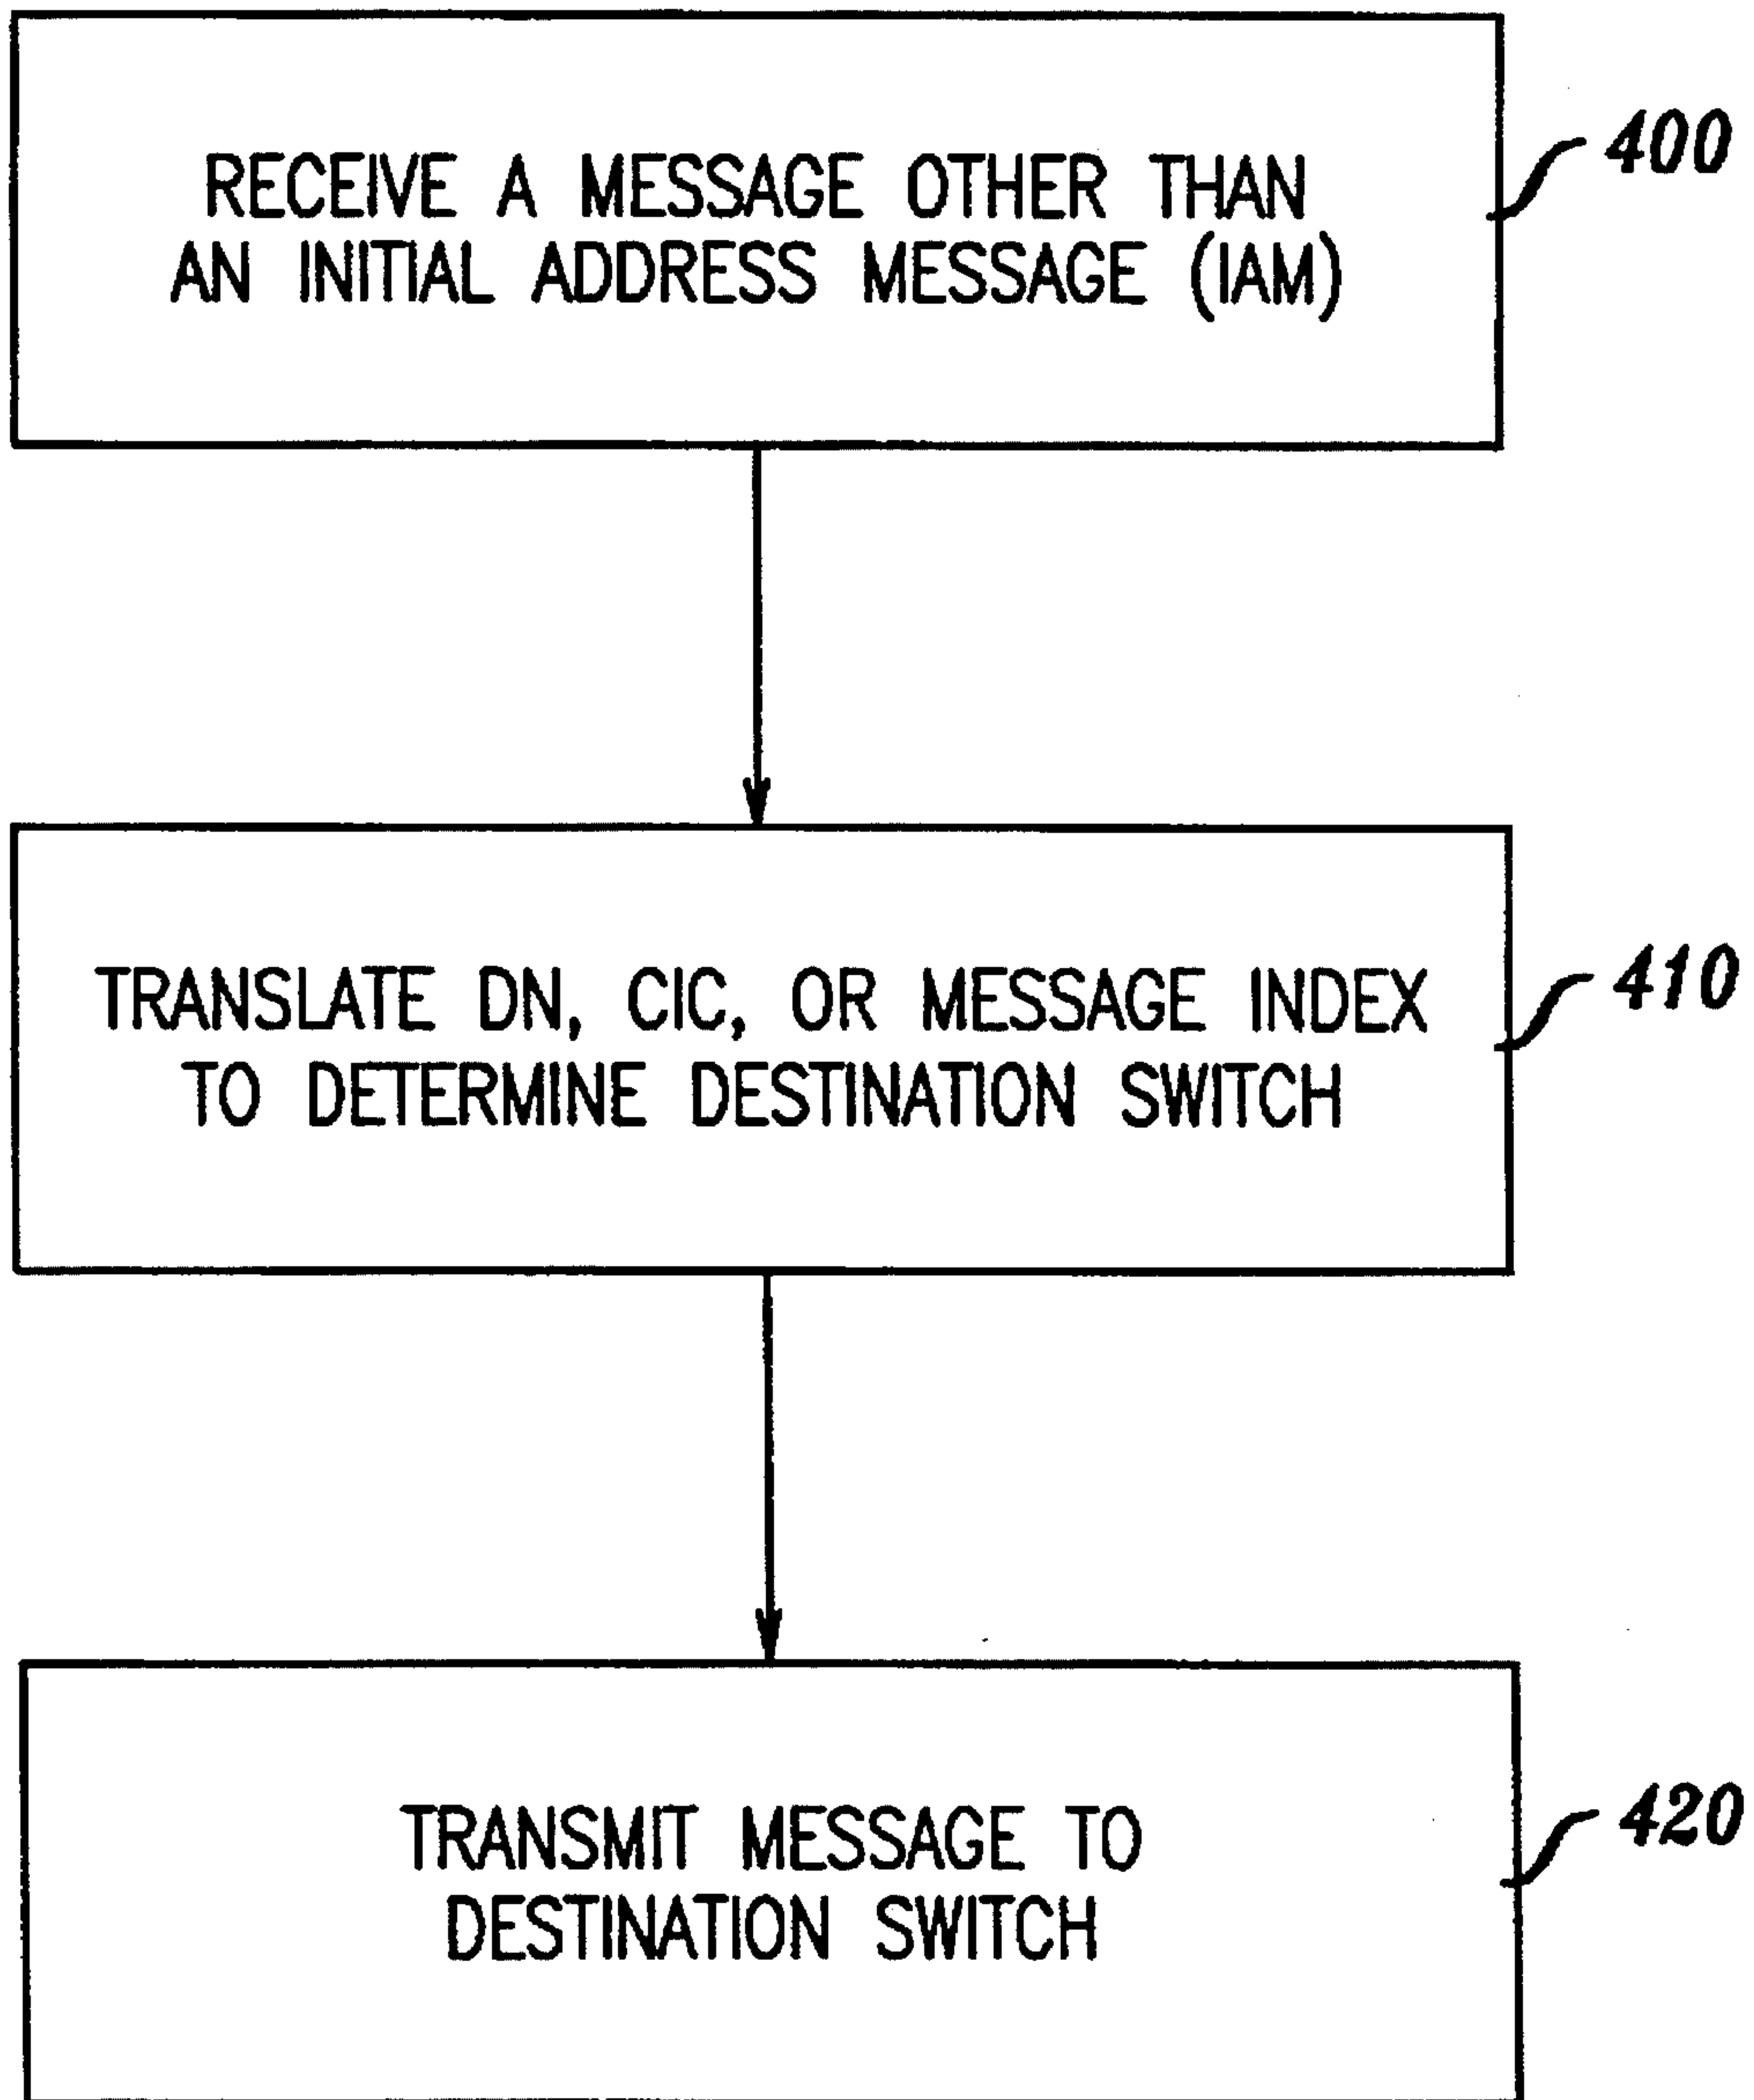 RECEIVE A MESSAGE OTHER THAN
AN INITIAL ADDRESS MESSAGE (IAM)
400
TRANSLATE DN, CIC, OR MESSAGE INDEX
TO DETERMINE DESTINATION SWITCH
410
TRANSMIT MESSAGE TO
DESTINATION SWITCH
420